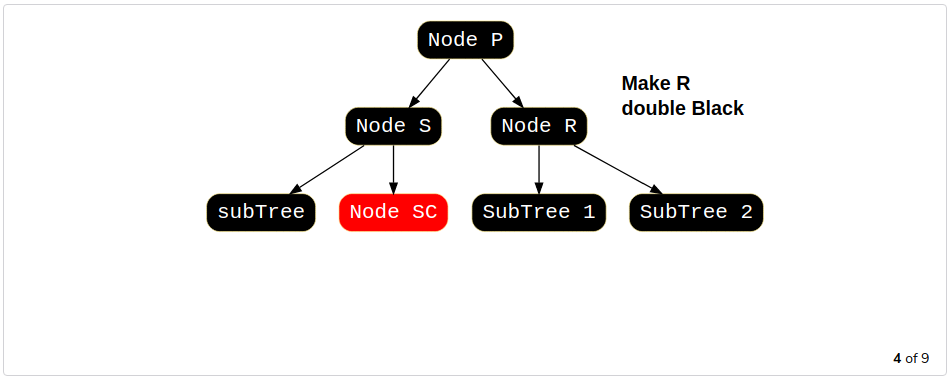 Node P
Make R
double Black
Node S
Node R
subTree
Node SC
SubTree 1
SubTree 2
4 of 9